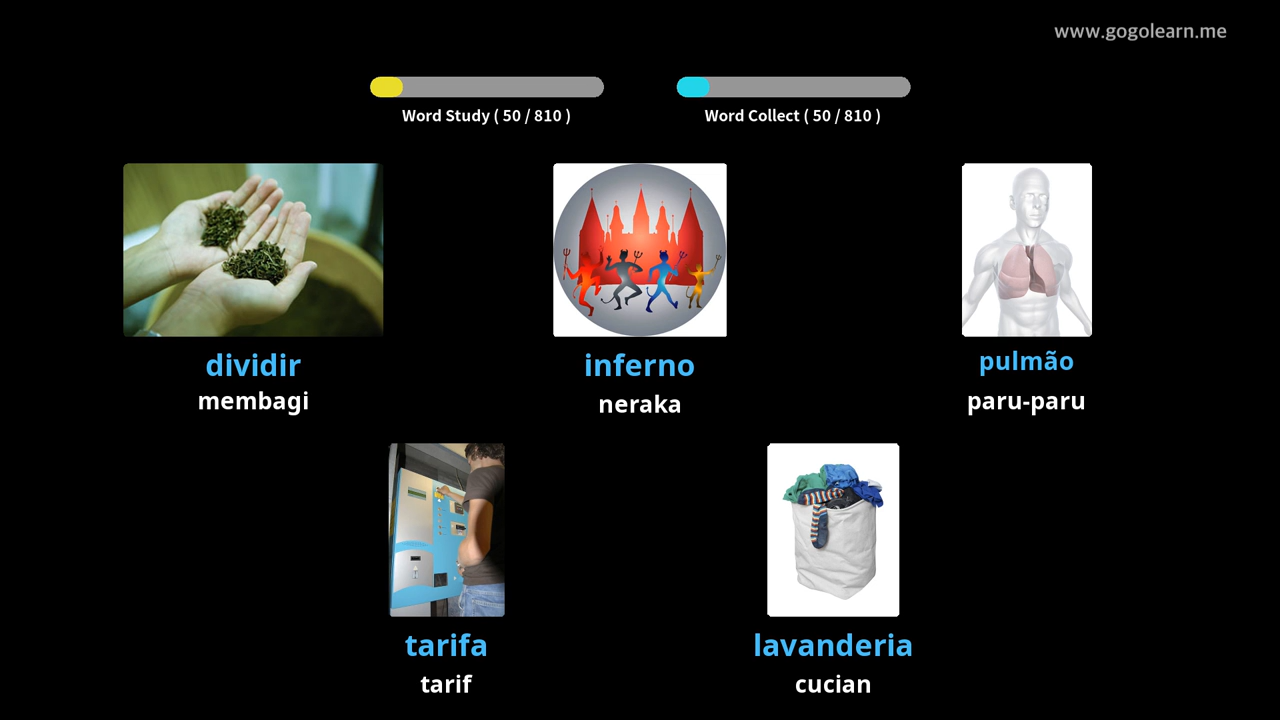 www.gogolearn.me
Word Study ( 50 / 810 )
Word Collect ( 50 / 810 )
dividir
membagi
inferno
neraka
pulmão
paru-paru
tarifa
tarif
lavanderia
cucian